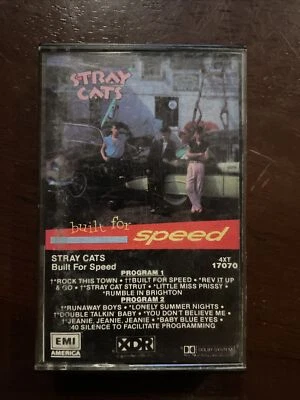 STRAY
CATS
built for
speed
STRAY CATS
Built For Speed
4XT
17070
PROGRAM 1
†*ROCK THIS TOWN • ††BUILT FOR SPEED • *REV IT UP
& GO • †*STRAY CAT STRUT • *LITTLE MISS PRISSY •
*RUMBLE IN BRIGHTON
PROGRAM 2
†*RUNAWAY BOYS • *LONELY SUMMER NIGHTS •
†*DOUBLE TALKIN' BABY • *YOU DON'T BELIEVE ME •
†*JEANIE, JEANIE, JEANIE • *BABY BLUE EYES •
:40 SILENCE TO FACILITATE PROGRAMMING
EMI
AMERICA
XDR
DOLBY SYSTEM